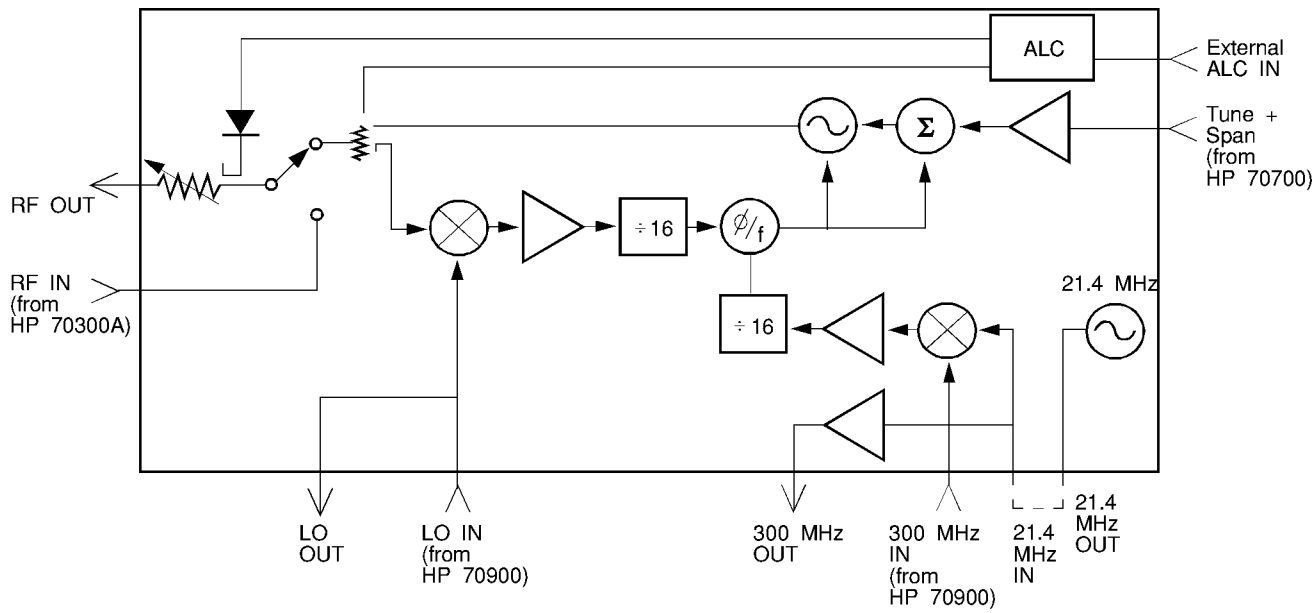 ALC
External
ALC IN
Tune +
Span
(from
HP 70700)
Σ
RF OUT
÷ 16
ϕ/f
RF IN
(from
HP 70300A)
21.4 MHz
÷ 16
LO
OUT
LO IN
(from
HP 70900)
300 MHz
OUT
300 MHz
IN
(from
HP 70900)
21.4
MHz
IN
21.4
MHz
OUT